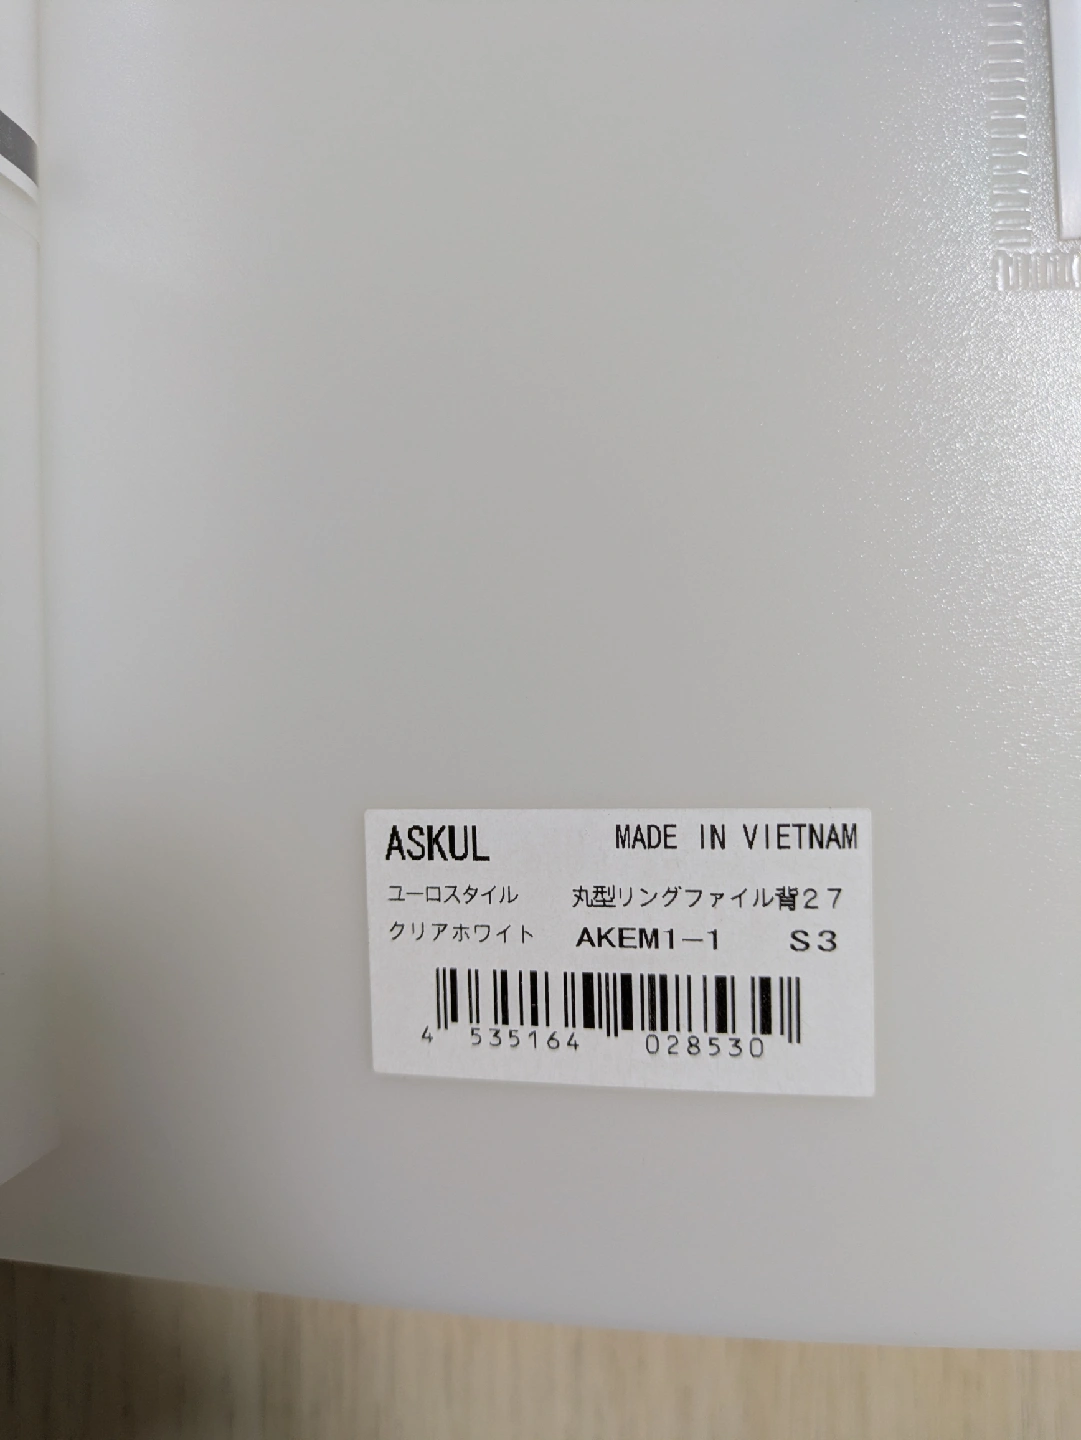 ASKUL MADE IN VIETNAM
ユーロスタイル 丸型リングファイル背27
クリアホワイト AKEM1-1 S3
4 535164 028530